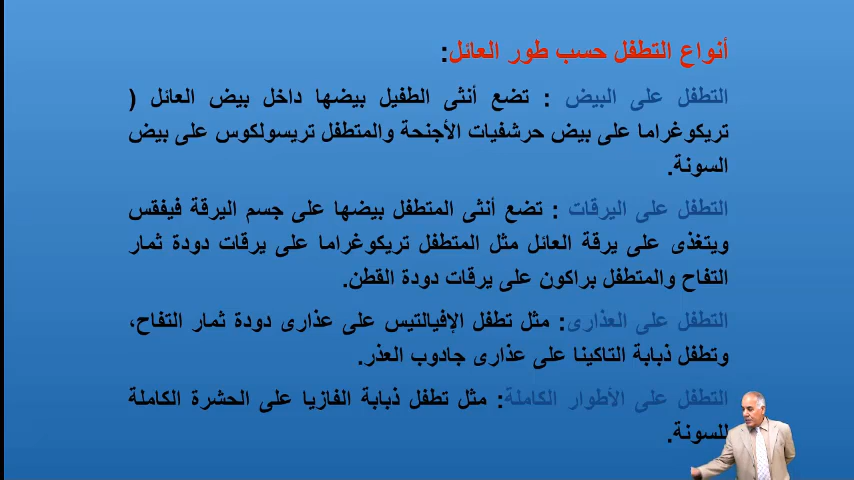 أنواع التطفل حسب طور العائل:
التطفل على البيض : تضع أنثى الطفيل بيضها داخل بيض العائل (
تريكوغراما على بيض حرشفيات الأجنحة والمتطفل تريسولكوس على بيض
السونة.
التطفل على اليرقات : تضع أنثى المتطفل بيضها على جسم اليرقة فيفقس
ويتغذى على يرقة العائل مثل المتطفل تريكوغراما على يرقات دودة ثمار
التفاح والمتطفل براكون على يرقات دودة القطن.
التطفل على العذارى: مثل تطفل الإفيالتيس على عذارى دودة ثمار التفاح،
وتطفل ذبابة التاكينا على عذارى جادوب العذر.
التطفل على الأطوار الكاملة: مثل تطفل ذبابة الفازيا على الحشرة الكاملة
للسونة.